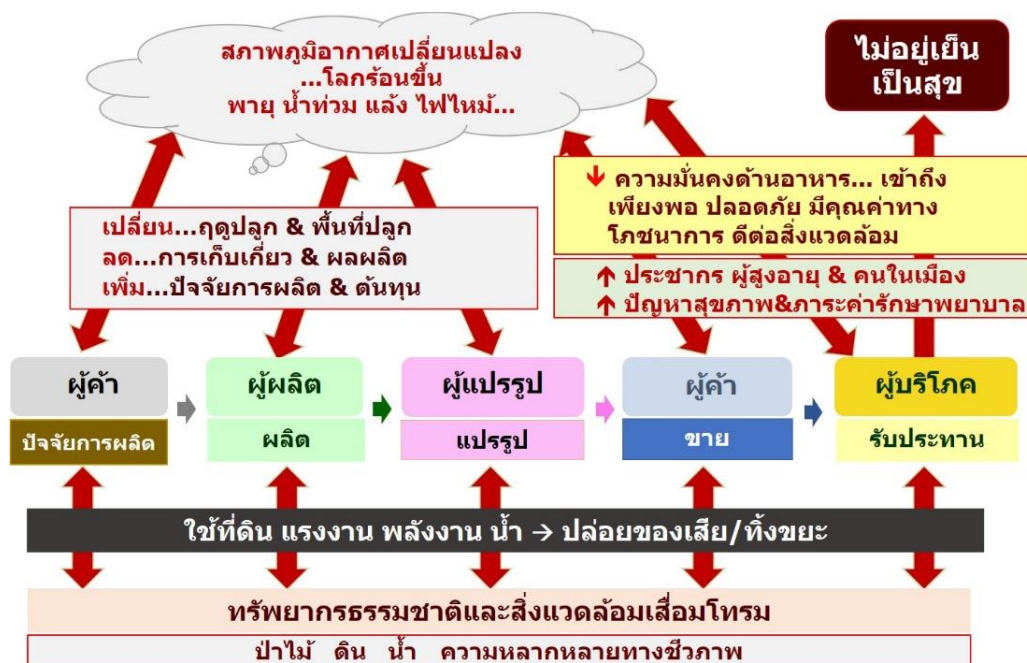 สภาพภูมิอากาศเปลี่ยนแปลง
...โลกร้อนขึ้น
พายุ น้ำท่วม แล้ง ไฟไหม้...
ไม่อยู่เย็น
เป็นสุข
เปลี่ยน...ฤดูปลูก & พื้นที่ปลูก
ลด...การเก็บเกี่ยว & ผลผลิต
เพิ่ม...ปัจจัยการผลิต & ต้นทุน
↓ ความมั่นคงด้านอาหาร... เข้าถึง
เพียงพอ ปลอดภัย มีคุณค่าทาง
โภชนาการ ดีต่อสิ่งแวดล้อม
↑ ประชากร ผู้สูงอายุ & คนในเมือง
↑ ปัญหาสุขภาพ&ภาระค่ารักษาพยาบาล
ผู้ค้า
ปัจจัยการผลิต
ผู้ผลิต
ผลิต
ผู้แปรรูป
แปรรูป
ผู้ค้า
ขาย
ผู้บริโภค
รับประทาน
ใช้ที่ดิน แรงงาน พลังงาน น้ำ → ปล่อยของเสีย/ทิ้งขยะ
ทรัพยากรธรรมชาติและสิ่งแวดล้อมเสื่อมโทรม
ป่าไม้ ดิน น้ำ ความหลากหลายทางชีวภาพ